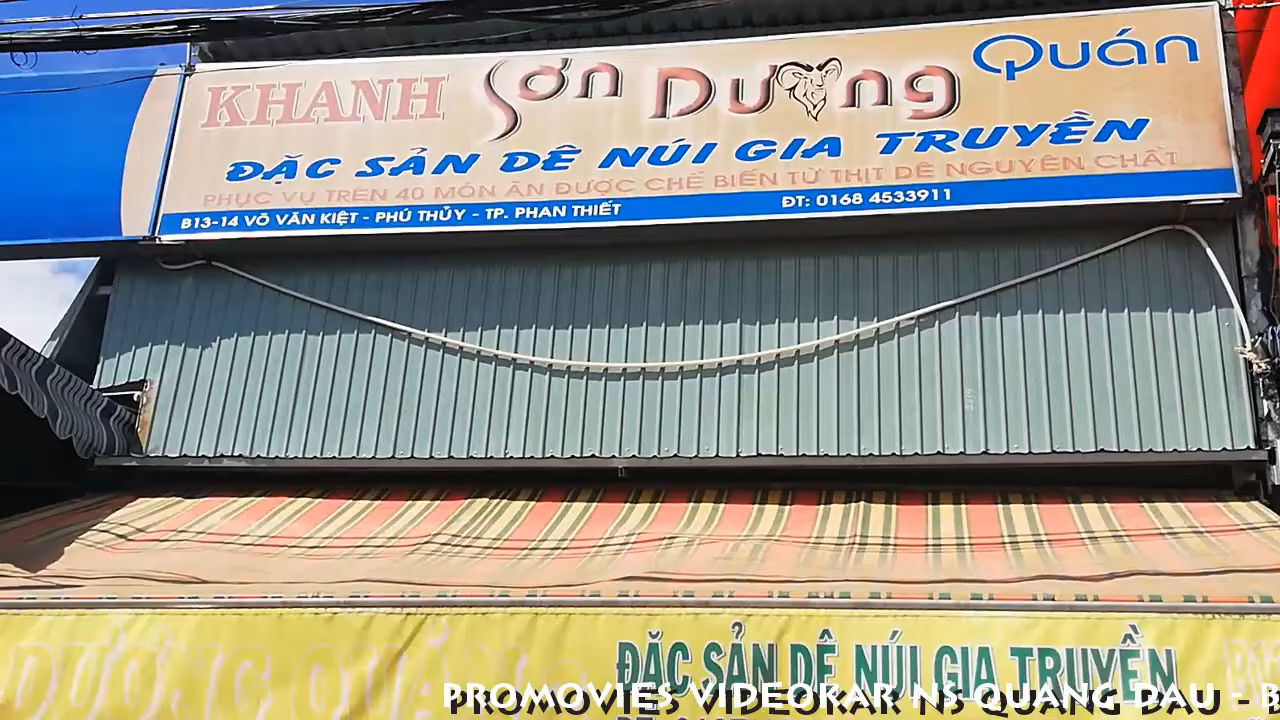 KHANH Sơn Dương Quán
ĐẶC SẢN DÊ NÚI GIA TRUYỀN
PHỤC VỤ TRÊN 40 MÓN ĂN ĐƯỢC CHẾ BIẾN TỪ THỊT DÊ NGUYÊN CHẤT
B13-14 VÕ VĂN KIỆT - PHÚ THỦY - TP. PHAN THIẾT ĐT: 0168 4533911
DƯƠNG QUÁN
ĐẶC SẢN DÊ NÚI GIA TRUYỀN
PROMOVIES VIDEOKAR NS QUANG DAU - B